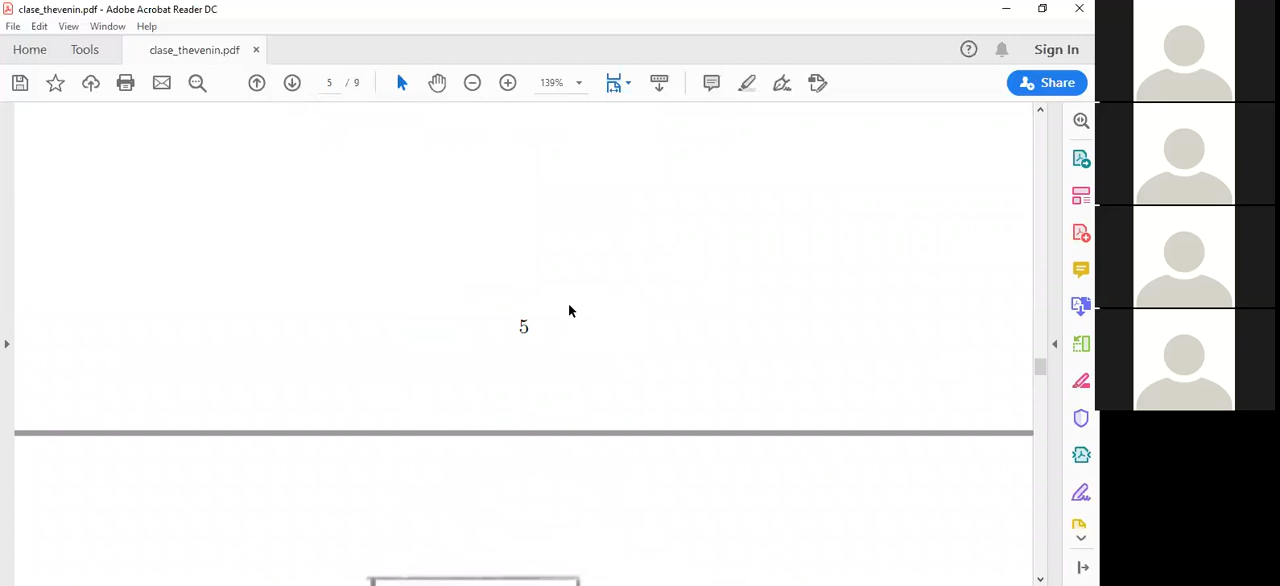 clase_thevenin.pdf - Adobe Acrobat Reader DC
File Edit View Window Help
Home Tools clase_thevenin.pdf Sign In
5 / 9 139% Share
5